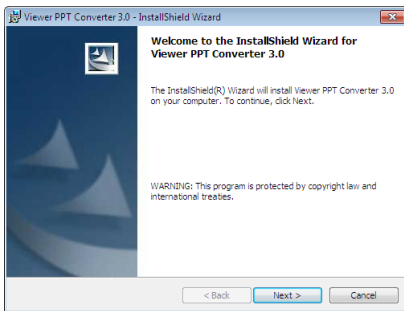 Viewer PPT Converter 3.0 - InstallShield Wizard
Welcome to the InstallShield Wizard for
Viewer PPT Converter 3.0
The InstallShield(R) Wizard will install Viewer PPT Converter 3.0
on your computer. To continue, click Next.
WARNING: This program is protected by copyright law and
international treaties.
< Back
Next >
Cancel